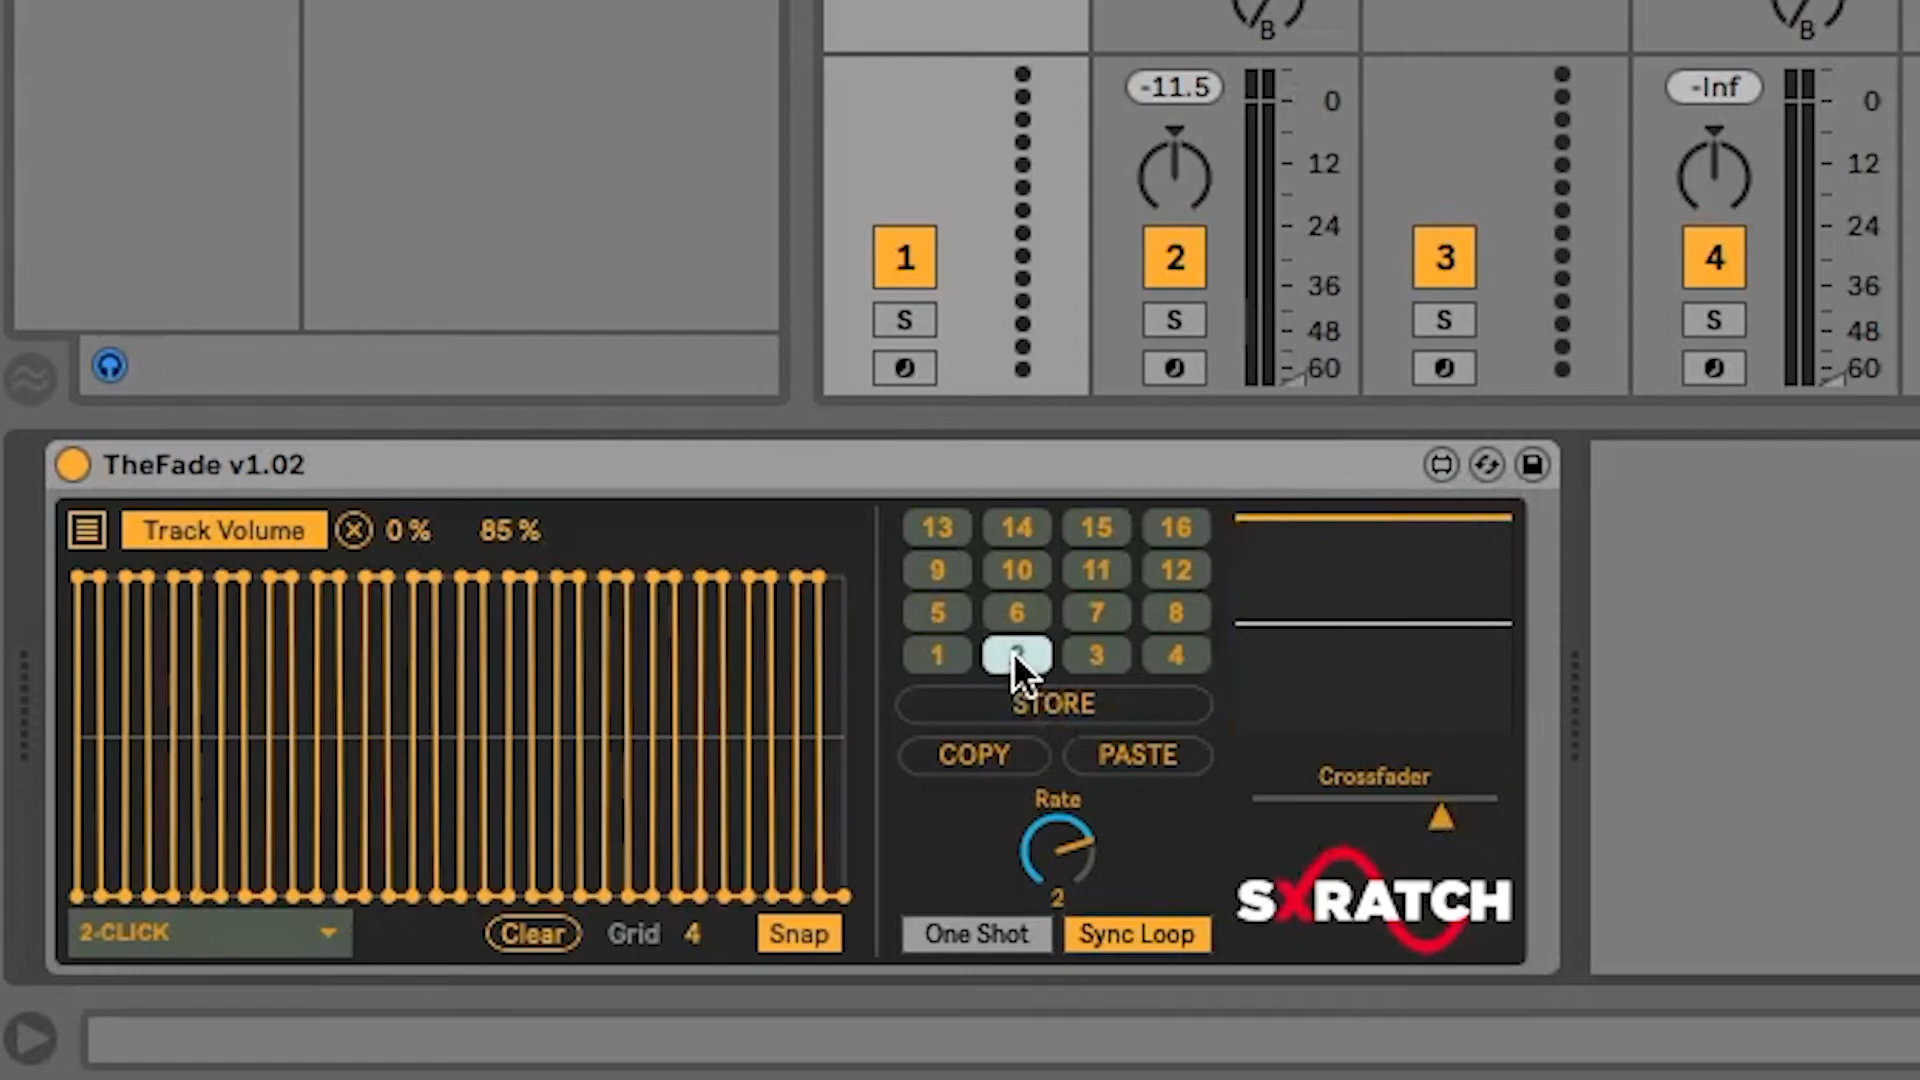 B B
-11.5 -Inf
0 0
12 12
24 24
1 2 3 4
36 36
S S S S
48 48
60 60
TheFade v1.02
Track Volume 0 % 85 %
13 14 15 16
9 10 11 12
5 6 7 8
1 2 3 4
STORE
COPY PASTE
Crossfader
Rate
2
SXRATCH
2-CLICK Clear Grid 4 Snap One Shot Sync Loop